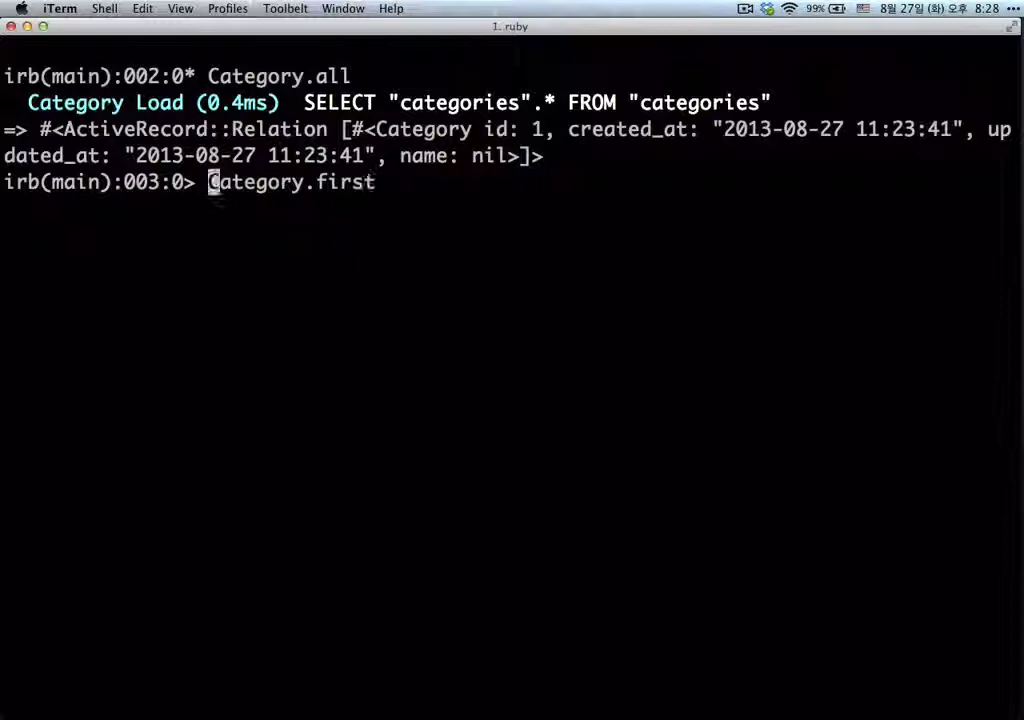 iTerm Shell Edit View Profiles Toolbelt Window Help 99% 8월 27일 (화) 오후 8:28
1. ruby
irb(main):002:0* Category.all
Category Load (0.4ms) SELECT "categories".* FROM "categories"
=> #<ActiveRecord::Relation [#<Category id: 1, created_at: "2013-08-27 11:23:41", up
dated_at: "2013-08-27 11:23:41", name: nil>]>
irb(main):003:0> Category.first